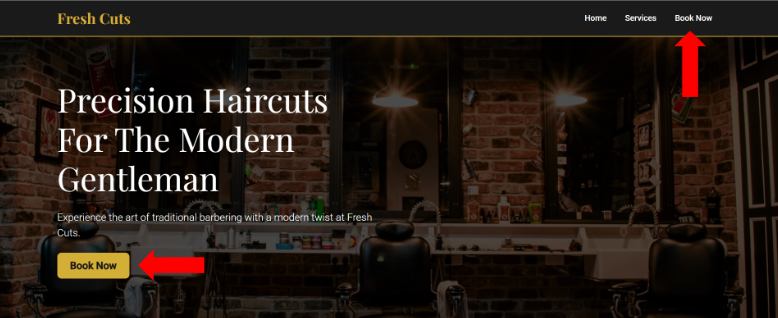 Fresh Cuts
Home Services Book Now
Precision Haircuts
For The Modern
Gentleman
Experience the art of traditional barbering with a modern twist at Fresh
Cuts.
Book Now